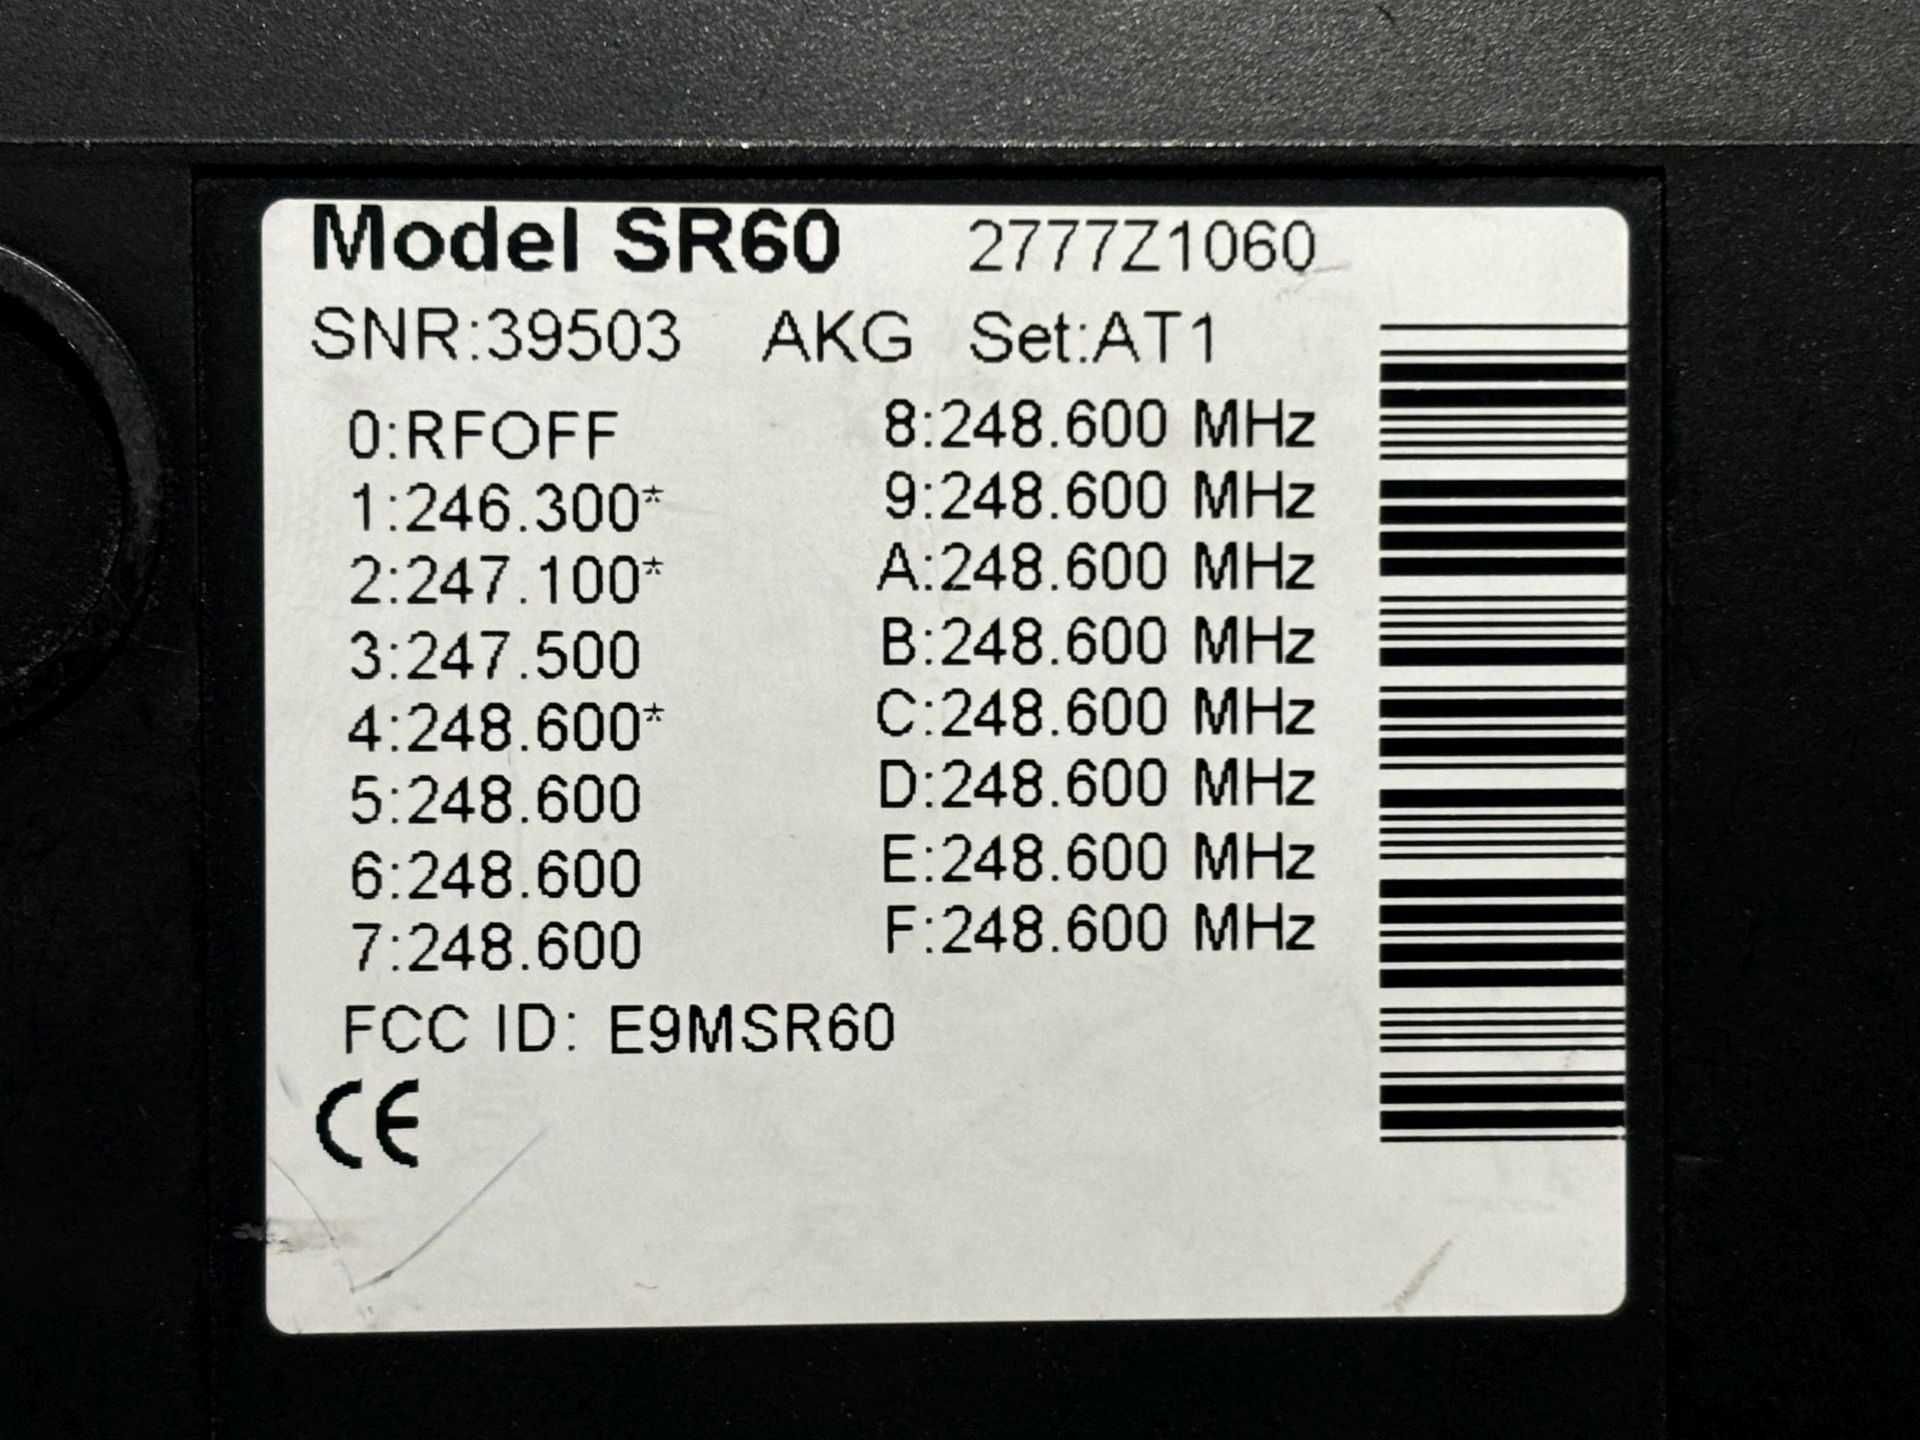 Model SR60 2777Z1060
SNR:39503 AKG Set:AT1
0:RFOFF
1:246.300*
2:247.100*
3:247.500
4:248.600*
5:248.600
6:248.600
7:248.600
8:248.600 MHz
9:248.600 MHz
A:248.600 MHz
B:248.600 MHz
C:248.600 MHz
D:248.600 MHz
E:248.600 MHz
F:248.600 MHz
FCC ID: E9MSR60
CE